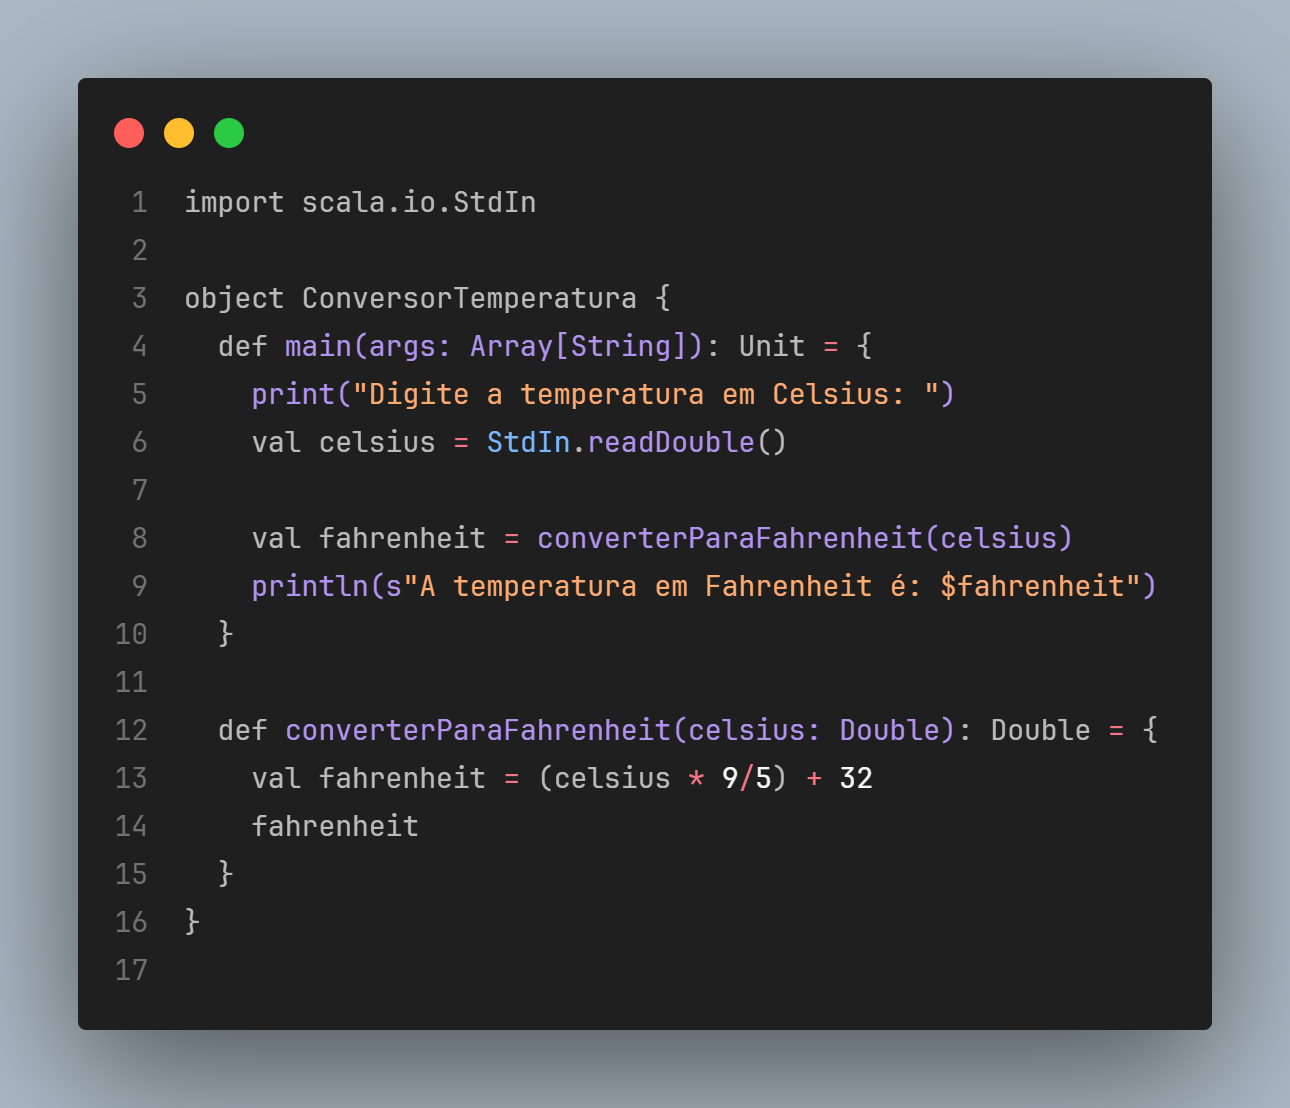 1 import scala.io.StdIn
2
3 object ConversorTemperatura {
4   def main(args: Array[String]): Unit = {
5     print("Digite a temperatura em Celsius: ")
6     val celsius = StdIn.readDouble()
7
8     val fahrenheit = converterParaFahrenheit(celsius)
9     println(s"A temperatura em Fahrenheit é: $fahrenheit")
10   }
11
12   def converterParaFahrenheit(celsius: Double): Double = {
13     val fahrenheit = (celsius * 9/5) + 32
14     fahrenheit
15   }
16 }
17